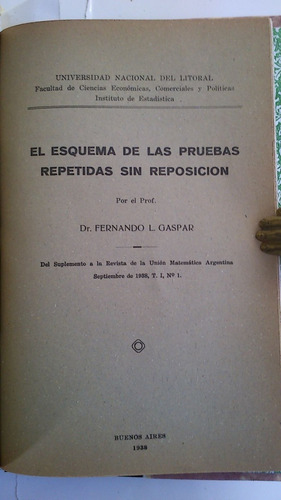 UNIVERSIDAD NACIONAL DEL LITORAL
Facultad de Ciencias Económicas, Comerciales y Políticas
Instituto de Estadística
EL ESQUEMA DE LAS PRUEBAS
REPETIDAS SIN REPOSICION
Por el Prof.
Dr. FERNANDO L. GASPAR
Del Suplemento a la Revista de la Unión Matemática Argentina
Septiembre de 1938, T. I, Nº 1.
BUENOS AIRES
1938